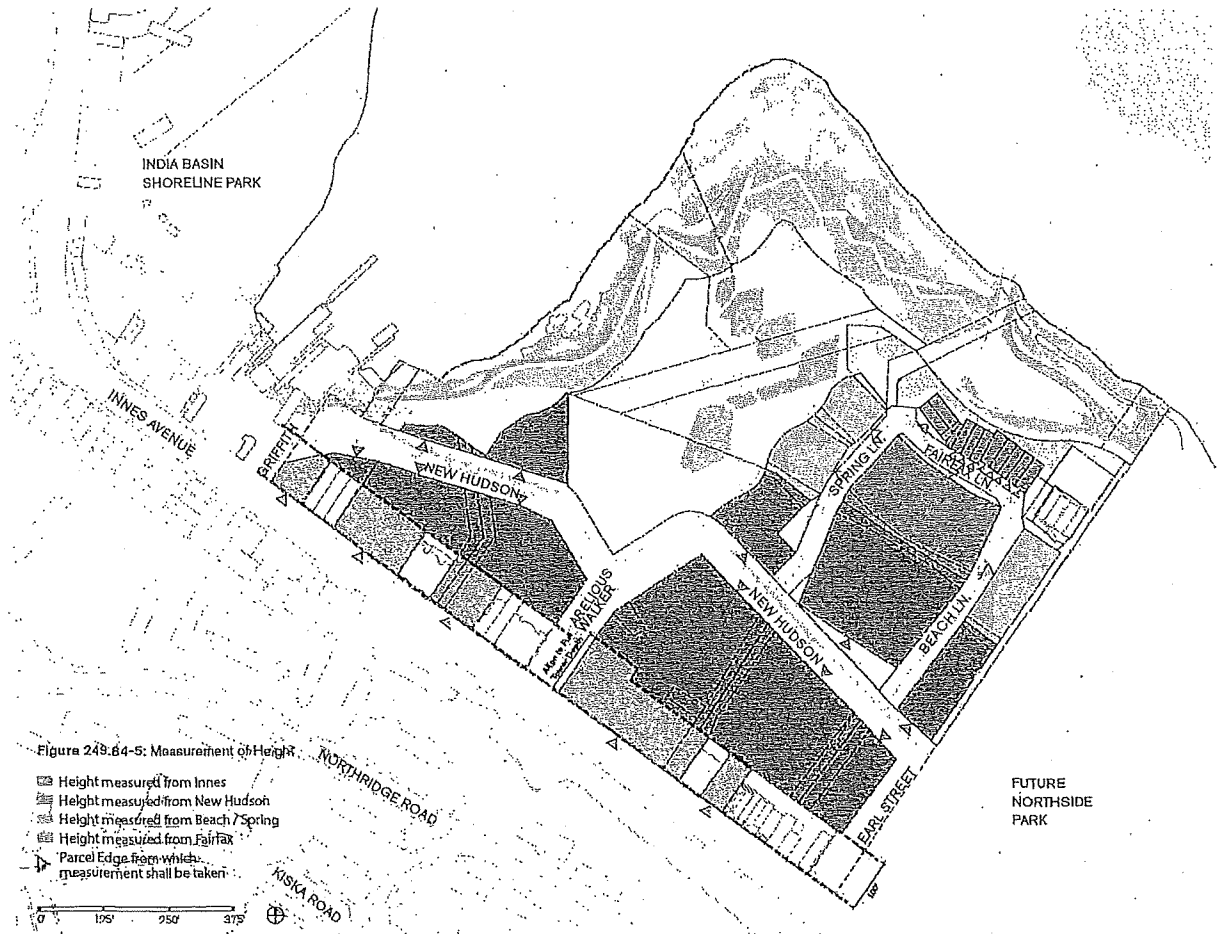 INDIA BASIN
SHORELINE PARK
INNES AVENUE
GRIFFITH
NEW HUDSON
SPRING LN.
FAIRFAX LN
ARELIOUS
WALKER
NEW HUDSON
BEACH LN.
EARL STREET
FUTURE
NORTHSIDE
PARK
NORTHRIDGE ROAD
KISKA ROAD
Figure 249.84-5: Measurement of Height
Height measured from Innes
Height measured from New Hudson
Height measured from Beach / Spring
Height measured from Fairfax
Parcel Edge from which
measurement shall be taken
0' 125' 250' 375'